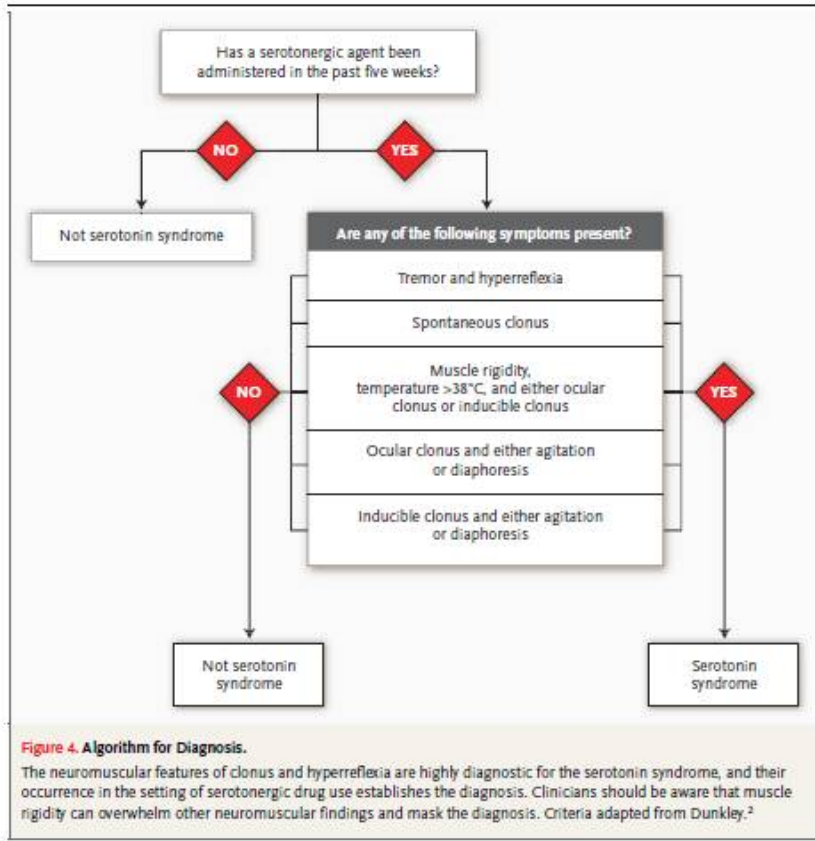 Has a serotonergic agent been
administered in the past five weeks?
NO
YES
Not serotonin syndrome
Are any of the following symptoms present?
Tremor and hyperreflexia
Spontaneous clonus
Muscle rigidity,
temperature >38°C, and either ocular
clonus or inducible clonus
NO
YES
Ocular clonus and either agitation
or diaphoresis
Inducible clonus and either agitation
or diaphoresis
Not serotonin
syndrome
Serotonin
syndrome
Figure 4. Algorithm for Diagnosis.
The neuromuscular features of clonus and hyperreflexia are highly diagnostic for the serotonin syndrome, and their
occurrence in the setting of serotonergic drug use establishes the diagnosis. Clinicians should be aware that muscle
rigidity can overwhelm other neuromuscular findings and mask the diagnosis. Criteria adapted from Dunkley.²